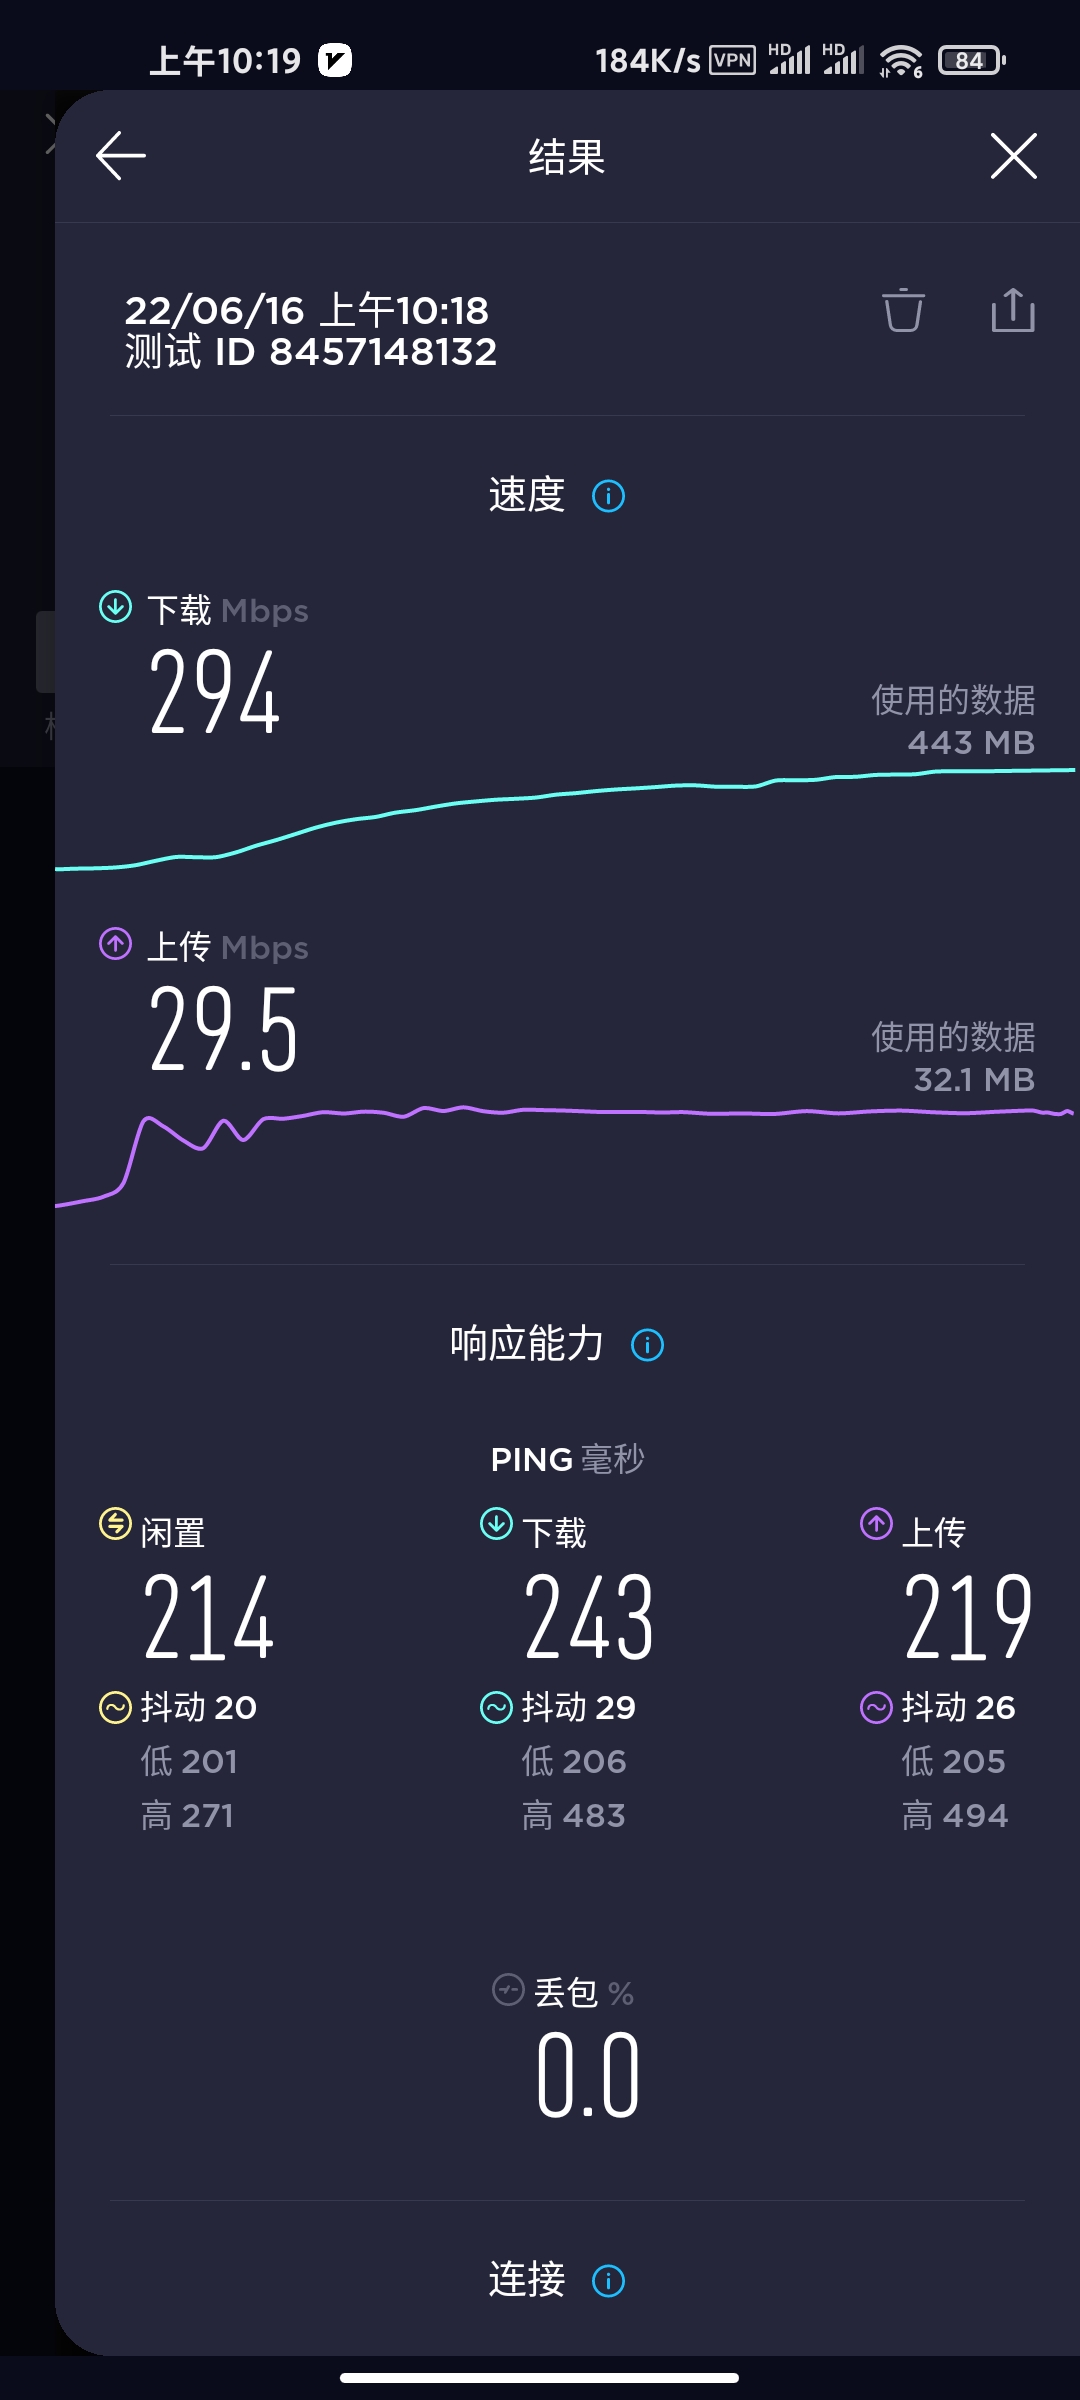 上午10:19 184K/s VPN HD HD 6 84
结果
22/06/16 上午10:18
测试 ID 8457148132
速度
下载 Mbps
294
使用的数据
443 MB
上传 Mbps
29.5
使用的数据
32.1 MB
响应能力
PING 毫秒
闲置 下载 上传
214 243 219
抖动 20 抖动 29 抖动 26
低 201 低 206 低 205
高 271 高 483 高 494
丢包 %
0.0
连接